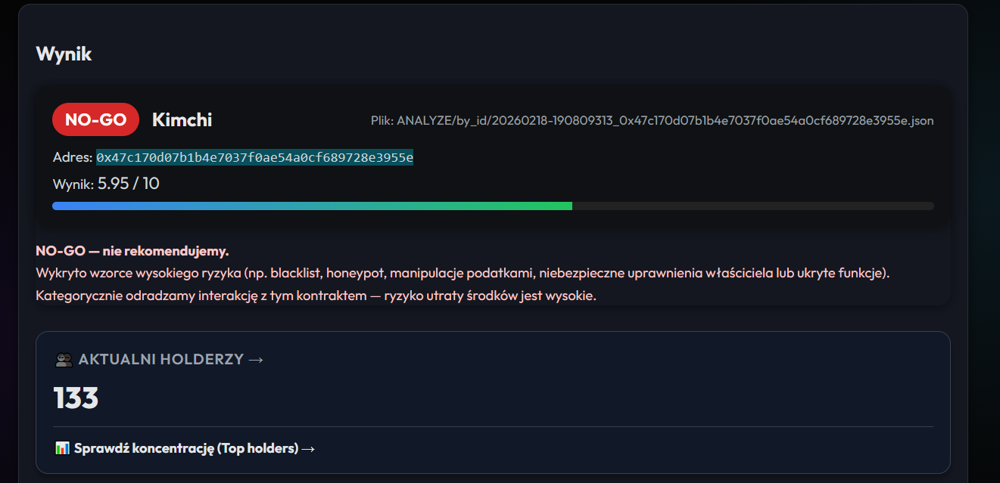 Wynik
NO-GO Kimchi Plik: ANALYZE/by_id/20260218-190809313_0x47c170d07b1b4e7037f0ae54a0cf689728e3955e.json
Adres: 0x47c170d07b1b4e7037f0ae54a0cf689728e3955e
Wynik: 5.95 / 10
NO-GO — nie rekomendujemy.
Wykryto wzorce wysokiego ryzyka (np. blacklist, honeypot, manipulacje podatkami, niebezpieczne uprawnienia właściciela lub ukryte funkcje).
Kategorycznie odradzamy interakcję z tym kontraktem — ryzyko utraty środków jest wysokie.
AKTUALNI HOLDERZY →
133
Sprawdź koncentrację (Top holders) →